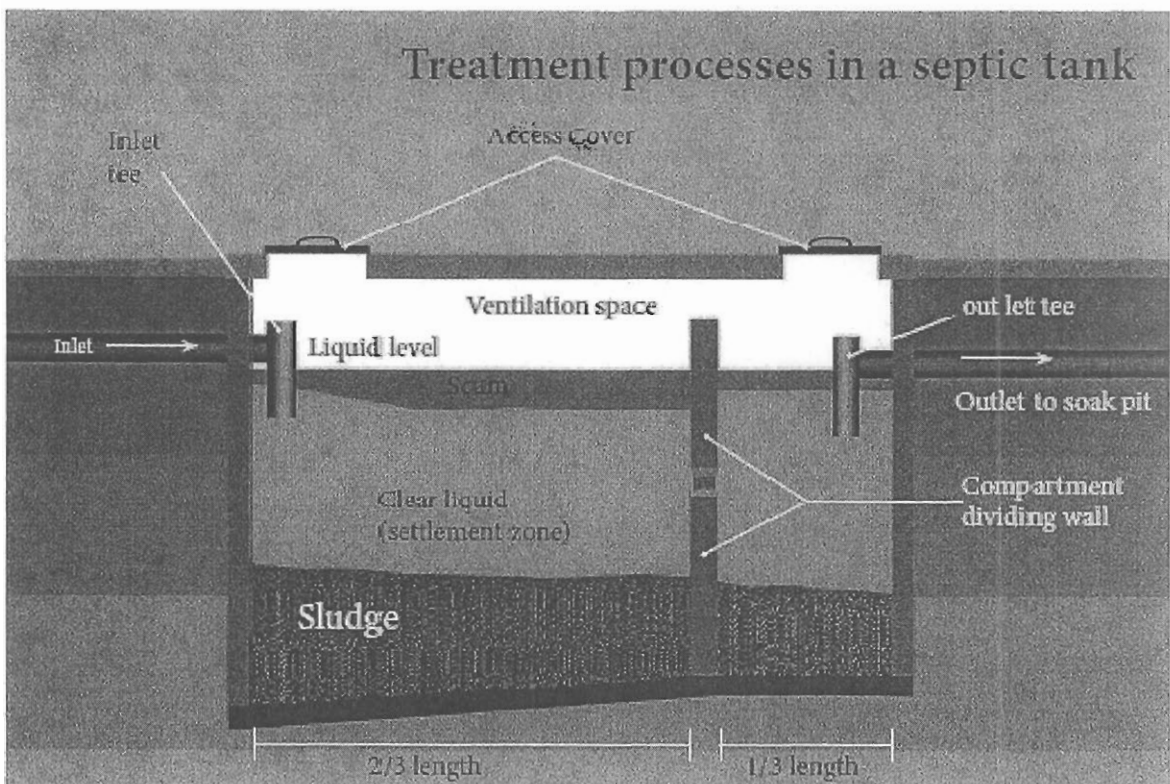 Treatment processes in a septic tank
Inlet
tee
Access Cover
Ventilation space
out let tee
Inlet
Liquid level
Scum
Outlet to soak pit
Clear liquid
(settlement zone)
Compartment
dividing wall
Sludge
2/3 length
1/3 length